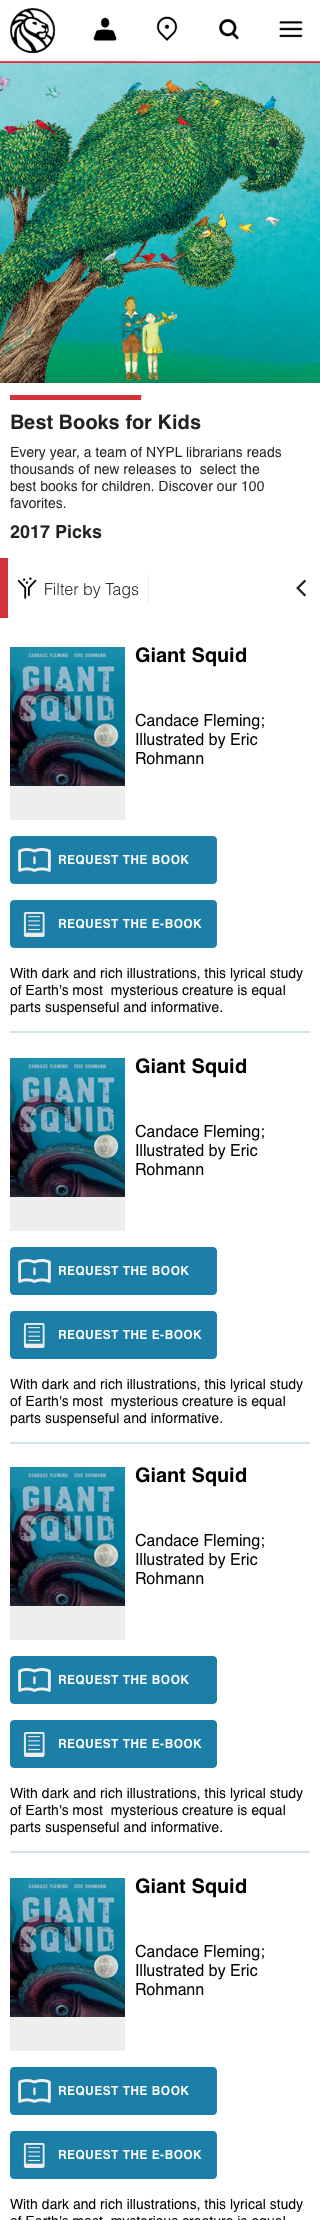 Best Books for Kids
Every year, a team of NYPL librarians reads
thousands of new releases to  select the
best books for children. Discover our 100
favorites.
2017 Picks
Filter by Tags
CANDACE FLEMING ERIC ROHMANN
GIANT
SQUID
Giant Squid
Candace Fleming;
Illustrated by Eric
Rohmann
REQUEST THE BOOK
REQUEST THE E-BOOK
With dark and rich illustrations, this lyrical study
of Earth's most  mysterious creature is equal
parts suspenseful and informative.
CANDACE FLEMING ERIC ROHMANN
GIANT
SQUID
Giant Squid
Candace Fleming;
Illustrated by Eric
Rohmann
REQUEST THE BOOK
REQUEST THE E-BOOK
With dark and rich illustrations, this lyrical study
of Earth's most  mysterious creature is equal
parts suspenseful and informative.
CANDACE FLEMING ERIC ROHMANN
GIANT
SQUID
Giant Squid
Candace Fleming;
Illustrated by Eric
Rohmann
REQUEST THE BOOK
REQUEST THE E-BOOK
With dark and rich illustrations, this lyrical study
of Earth's most  mysterious creature is equal
parts suspenseful and informative.
CANDACE FLEMING ERIC ROHMANN
GIANT
SQUID
Giant Squid
Candace Fleming;
Illustrated by Eric
Rohmann
REQUEST THE BOOK
REQUEST THE E-BOOK
With dark and rich illustrations, this lyrical study
of Earth's most  mysterious creature is equal